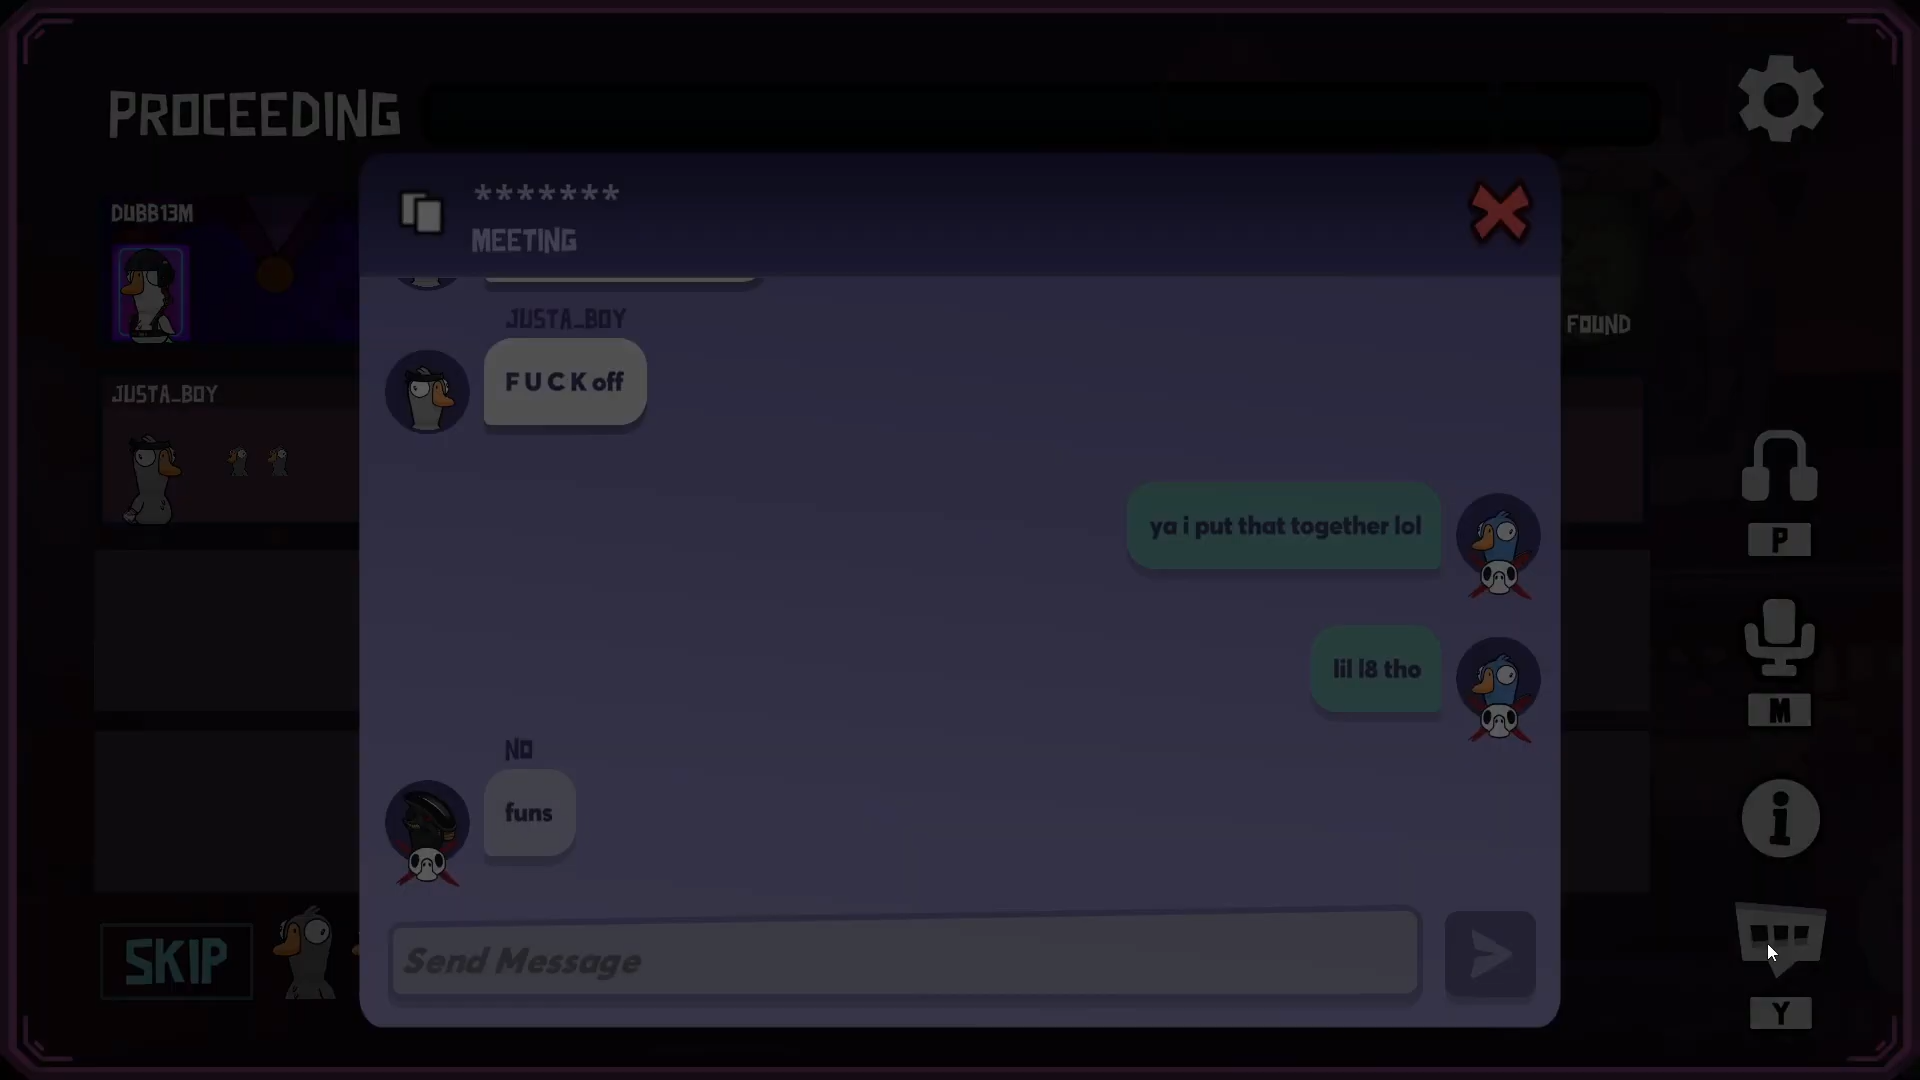 PROCEEDING
*******
MEETING
DUBB13M
JUSTA_BOY
F U C K off
FOUND
JUSTA_BOY
ya i put that together lol
P
lil l8 tho
M
NO
funs
SKIP
Send Message
Y